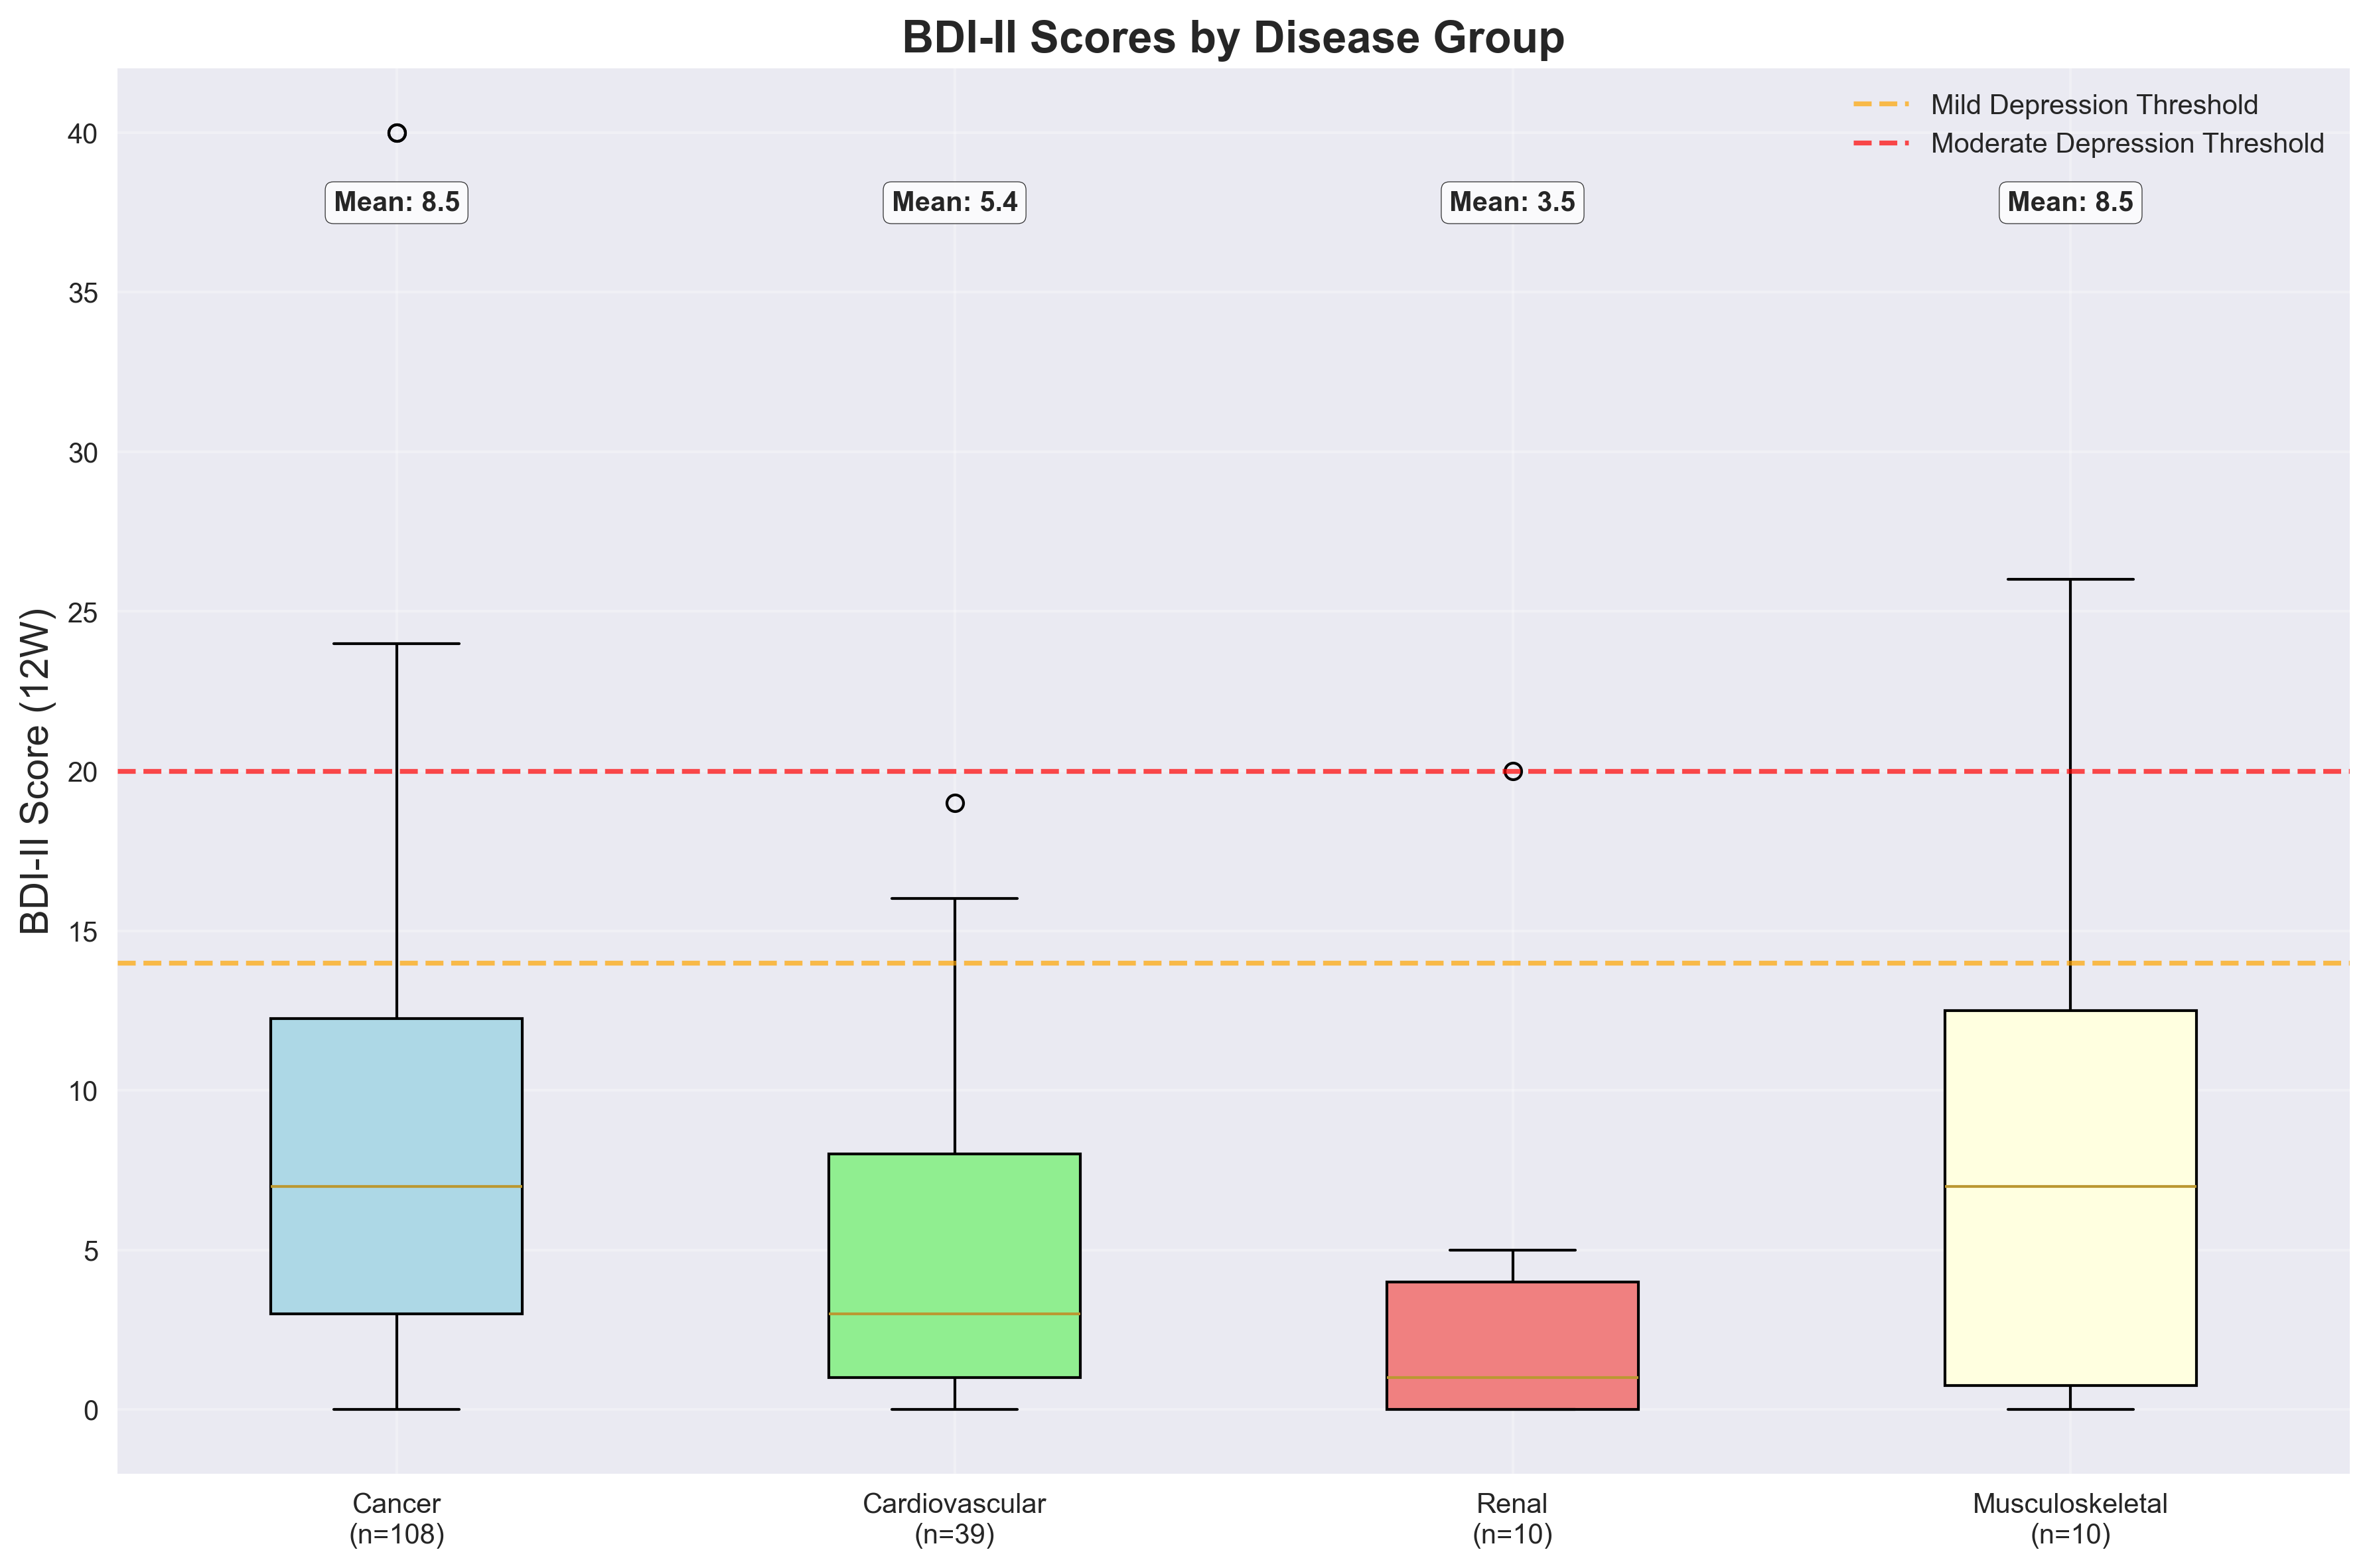 BDI-II Scores by Disease Group
Mild Depression Threshold
Moderate Depression Threshold
Mean: 8.5
Mean: 5.4
Mean: 3.5
Mean: 8.5
BDI-II Score (12W)
40
35
30
25
20
15
10
5
0
Cancer
(n=108)
Cardiovascular
(n=39)
Renal
(n=10)
Musculoskeletal
(n=10)